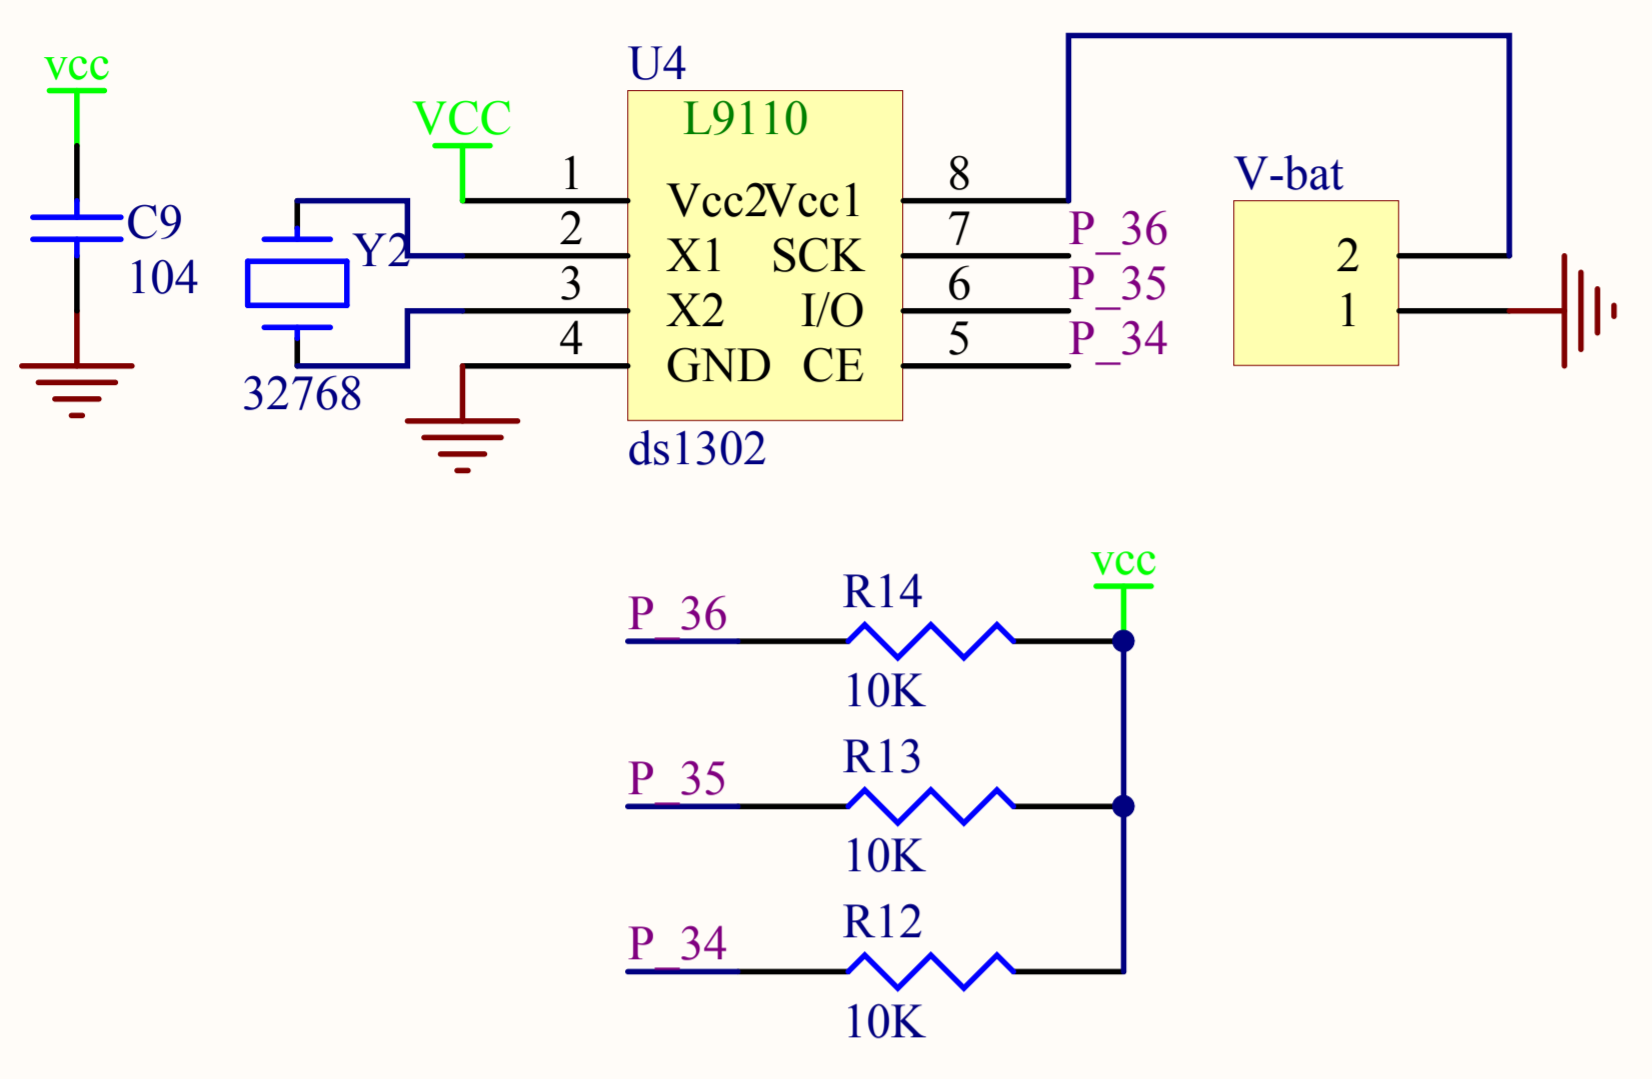 vcc
C9
104
VCC
Y2
32768
U4
L9110
1 Vcc2 Vcc1 8
2 X1 SCK 7 P_36
3 X2 I/O 6 P_35
4 GND CE 5 P_34
ds1302
V-bat
2
1
vcc
P_36 R14
10K
P_35 R13
10K
P_34 R12
10K